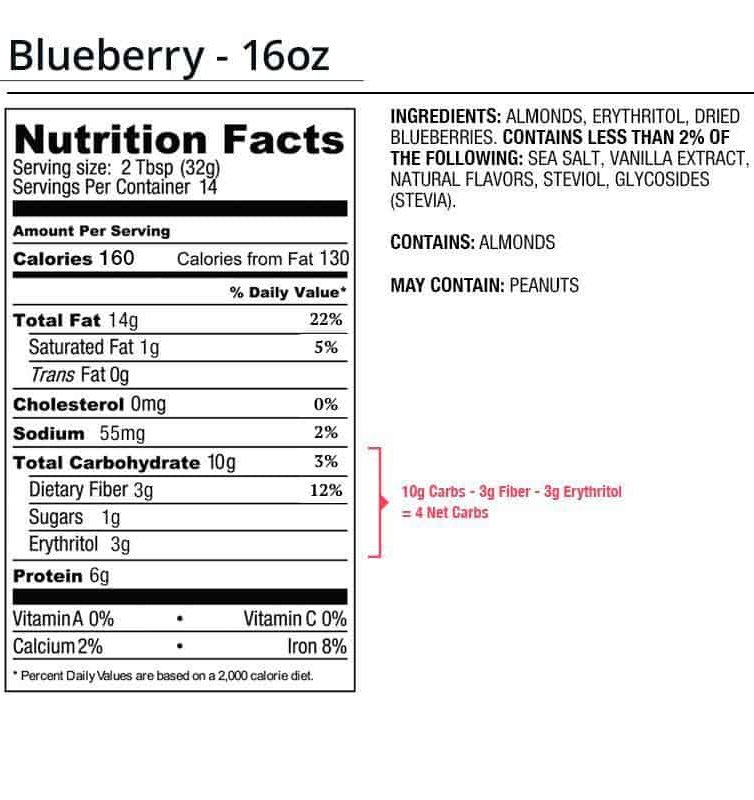 Blueberry - 16oz
Nutrition Facts
Serving size: 2 Tbsp (32g)
Servings Per Container 14
Amount Per Serving
Calories 160 Calories from Fat 130
% Daily Value*
Total Fat 14g 22%
Saturated Fat 1g 5%
Trans Fat 0g
Cholesterol 0mg 0%
Sodium 55mg 2%
Total Carbohydrate 10g 3%
Dietary Fiber 3g 12%
Sugars 1g
Erythritol 3g
Protein 6g
Vitamin A 0% • Vitamin C 0%
Calcium 2% • Iron 8%
* Percent Daily Values are based on a 2,000 calorie diet.
INGREDIENTS: ALMONDS, ERYTHRITOL, DRIED
BLUEBERRIES. CONTAINS LESS THAN 2% OF
THE FOLLOWING: SEA SALT, VANILLA EXTRACT,
NATURAL FLAVORS, STEVIOL, GLYCOSIDES
(STEVIA).
CONTAINS: ALMONDS
MAY CONTAIN: PEANUTS
10g Carbs - 3g Fiber - 3g Erythritol
= 4 Net Carbs